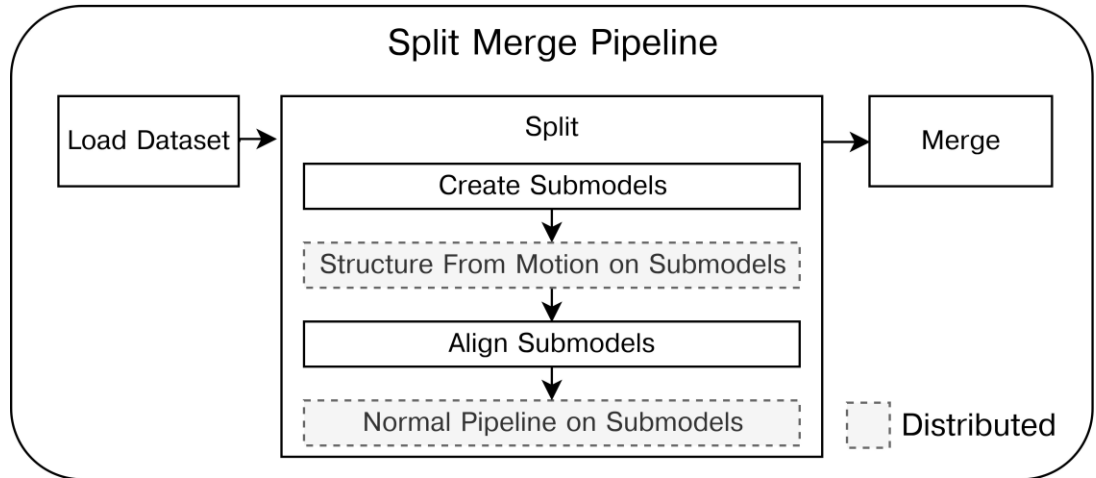 Split Merge Pipeline
Load Dataset
Split
Create Submodels
Structure From Motion on Submodels
Align Submodels
Normal Pipeline on Submodels
Merge
Distributed